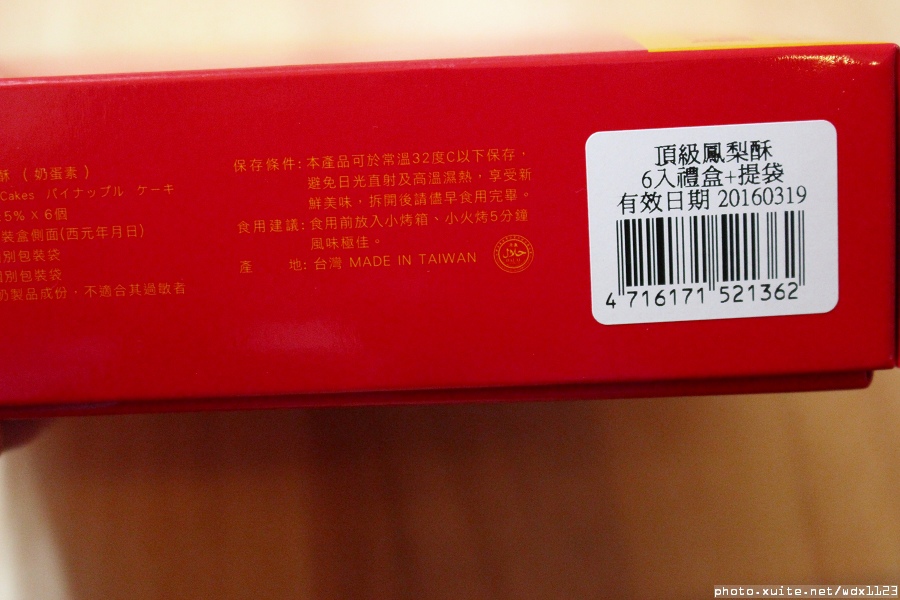 酥 (奶蛋素)
Cakes パイナップル ケーキ
5% X 6個
裝盒側面(西元年月日)
別包裝袋
別包裝袋
奶製品成份，不適合其過敏者
保存條件: 本產品可於常溫32度C以下保存，
避免日光直射及高溫濕熱，享受新
鮮美味，拆開後請儘早食用完畢。
食用建議: 食用前放入小烤箱、小火烤5分鐘
風味極佳。
產 地: 台灣 MADE IN TAIWAN
حلال
頂級鳳梨酥
6入禮盒+提袋
有效日期 20160319
4 716171 521362
photo.xuite.net/wdx1123